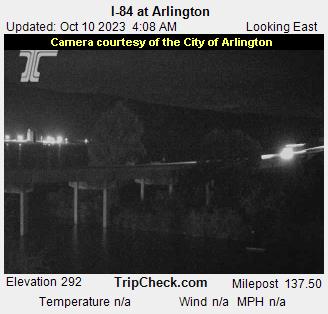 I-84 at Arlington
Updated: Oct 10 2023 4:08 AM Looking East
Camera courtesy of the City of Arlington
Elevation 292 TripCheck.com Milepost 137.50
Temperature n/a Wind n/a MPH n/a